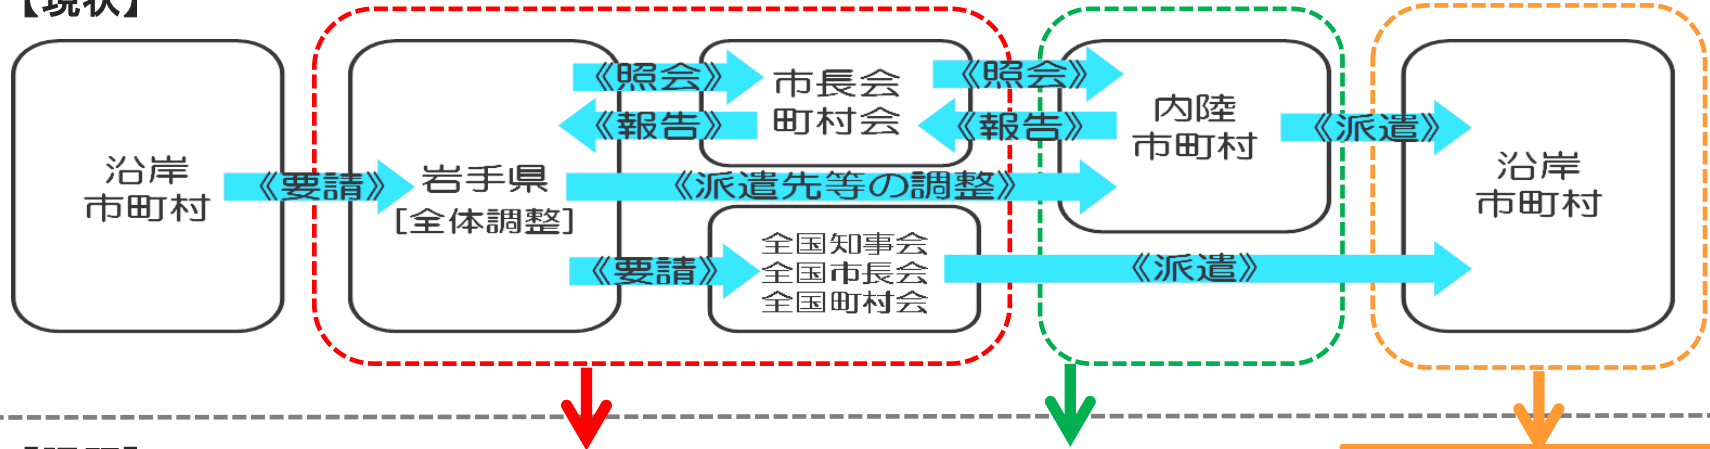 【現状】
沿岸
市町村
《要請》
岩手県
[全体調整]
《照会》
《報告》
市長会
町村会
《照会》
《報告》
内陸
市町村
《派遣先等の調整》
《要請》
全国知事会
全国市長会
全国町村会
《派遣》
《派遣》
沿岸
市町村